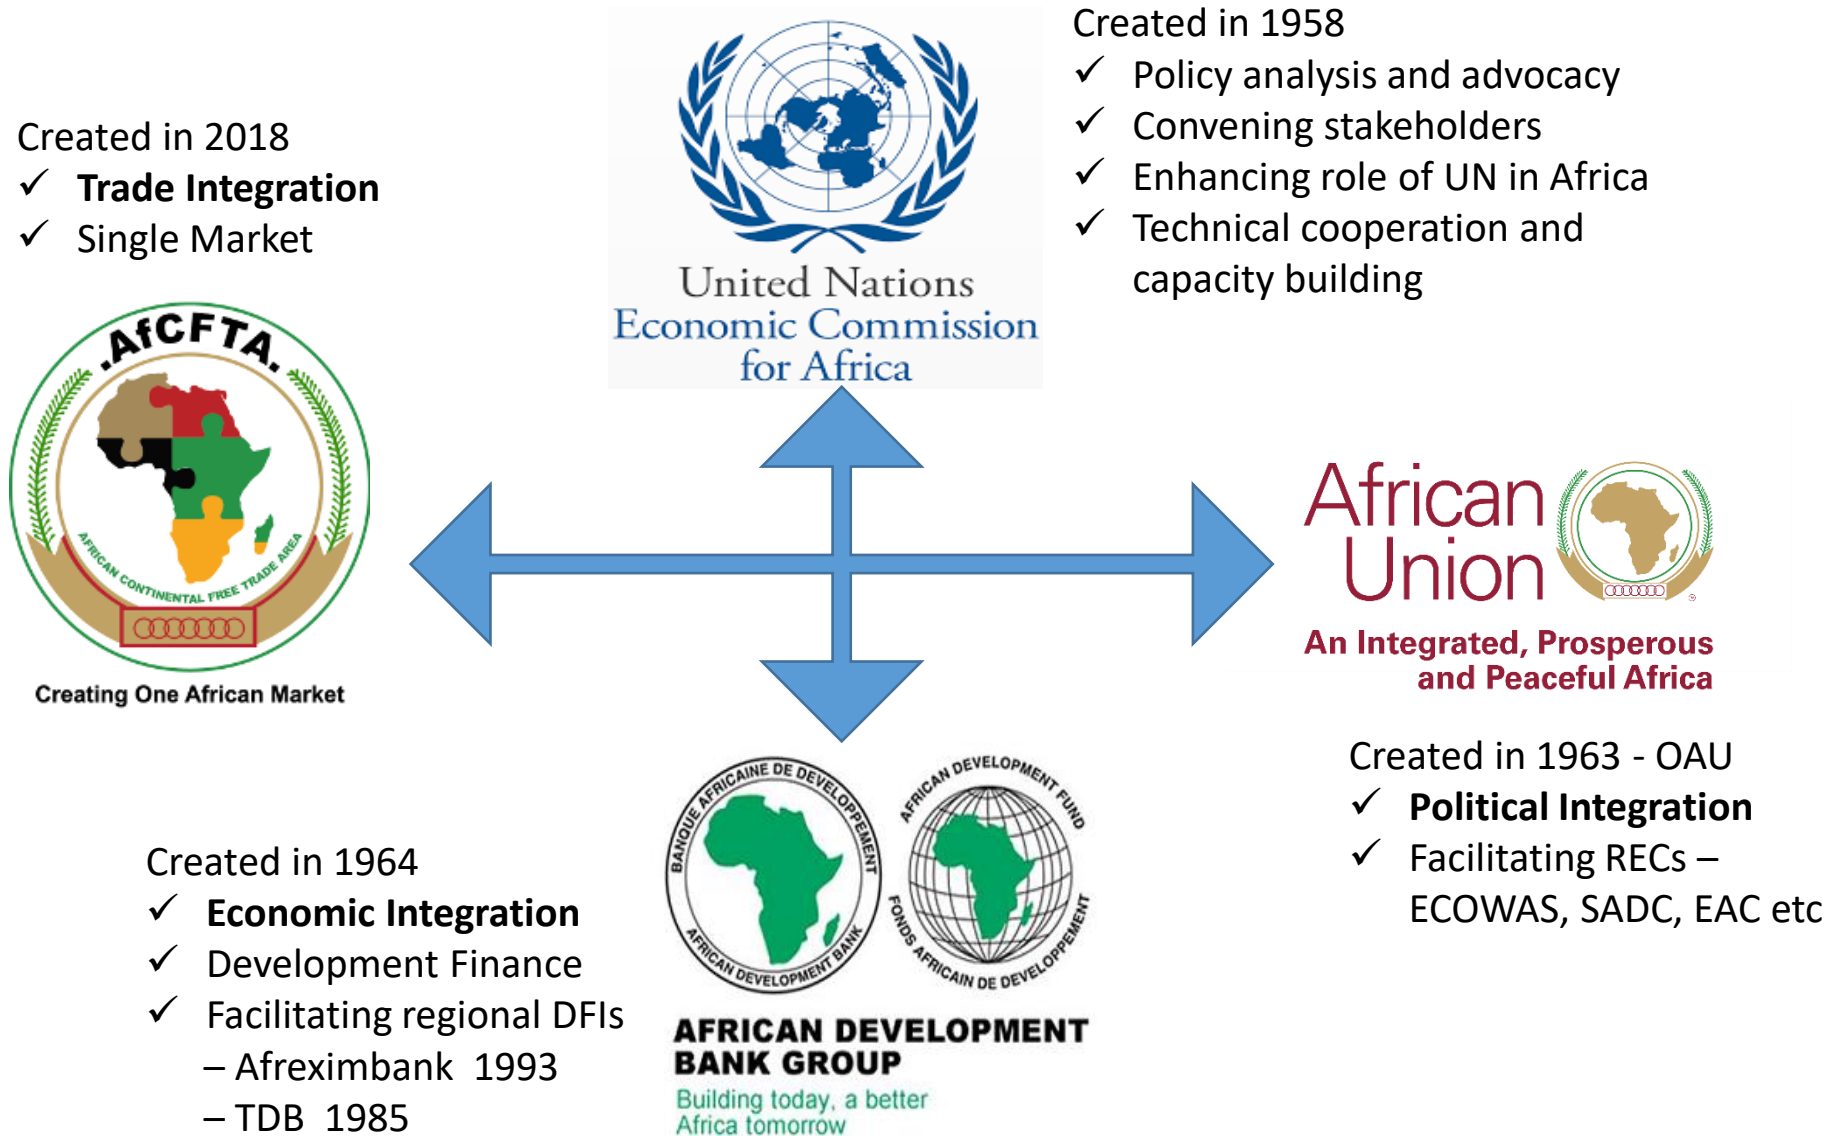 Created in 2018
✓ Trade Integration
✓ Single Market
.AfCFTA.
AFRICAN CONTINENTAL FREE TRADE AREA
Creating One African Market
United Nations
Economic Commission
for Africa
Created in 1958
✓ Policy analysis and advocacy
✓ Convening stakeholders
✓ Enhancing role of UN in Africa
✓ Technical cooperation and
capacity building
African
Union
An Integrated, Prosperous
and Peaceful Africa
Created in 1963 - OAU
✓ Political Integration
✓ Facilitating RECs –
ECOWAS, SADC, EAC etc
Created in 1964
✓ Economic Integration
✓ Development Finance
✓ Facilitating regional DFIs
– Afreximbank 1993
– TDB 1985
BANQUE AFRICAINE DE DEVELOPPEMENT
AFRICAN DEVELOPMENT BANK
AFRICAN DEVELOPMENT FUND
FONDS AFRICAIN DE DEVELOPPEMENT
AFRICAN DEVELOPMENT
BANK GROUP
Building today, a better
Africa tomorrow